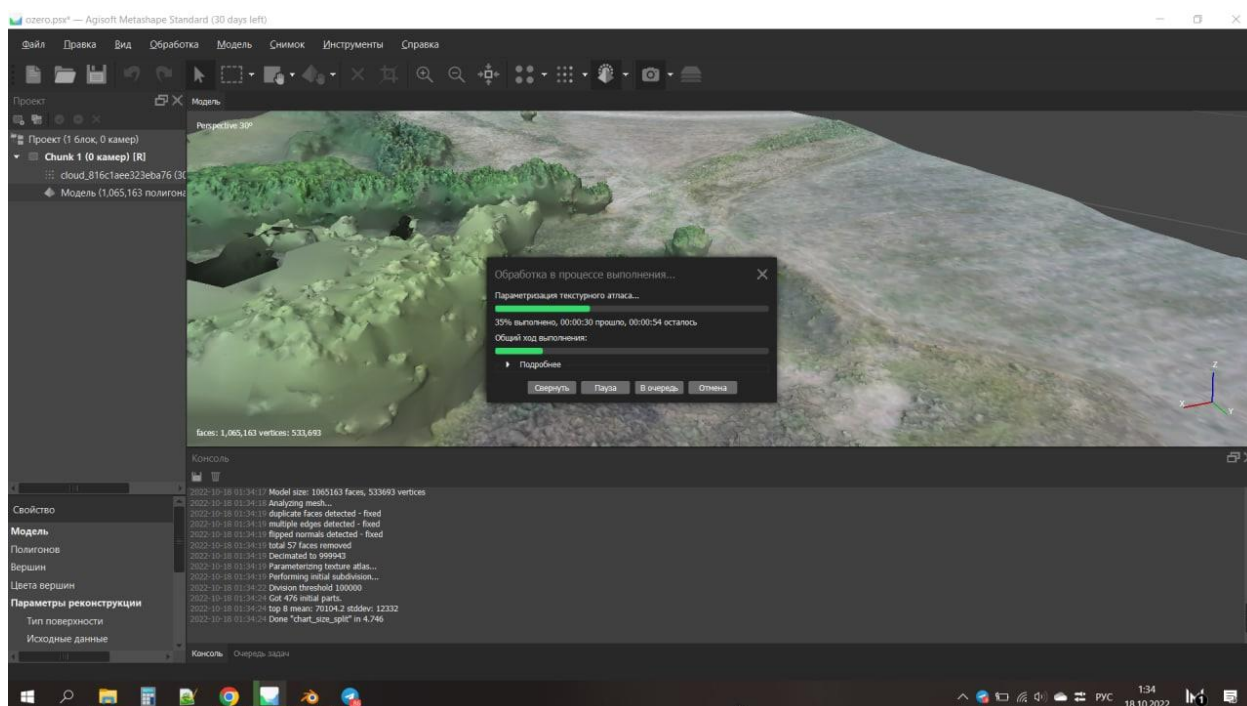 ozero.psx* — Agisoft Metashape Standard (30 days left)
Файл Правка Вид Обработка Модель Снимок Инструменты Справка
Проект
Модель
Perspective 30°
Проект (1 блок, 0 камер)
Chunk 1 (0 камер) [R]
cloud_816c1aee323eba76 (30
Модель (1,065,163 полигона
Обработка в процессе выполнения...
Параметризация текстурного атласа...
35% выполнено, 00:00:30 прошло, 00:00:54 осталось
Общий ход выполнения:
Подробнее
Свернуть Пауза В очередь Отмена
Z
X
Y
faces: 1,065,163 vertices: 533,693
Консоль
2022-10-18 01:34:17 Model size: 1065163 faces, 533693 vertices
2022-10-18 01:34:18 Analyzing mesh...
2022-10-18 01:34:19 duplicate faces detected - fixed
2022-10-18 01:34:19 multiple edges detected - fixed
2022-10-18 01:34:19 flipped normals detected - fixed
2022-10-18 01:34:19 total 57 faces removed
2022-10-18 01:34:19 Decimated to 999943
2022-10-18 01:34:19 Parameterizing texture atlas...
2022-10-18 01:34:19 Performing initial subdivision...
2022-10-18 01:34:22 Division threshold 100000
2022-10-18 01:34:24 Got 476 initial parts.
2022-10-18 01:34:24 top 8 mean: 70104.2 stddev: 12332
2022-10-18 01:34:24 Done "chart_size_split" in 4.746
Свойство
Модель
Полигонов
Вершин
Цвета вершин
Параметры реконструкции
Тип поверхности
Исходные данные
Консоль Очередь задач
РУС
1:34
18.10.2022
1